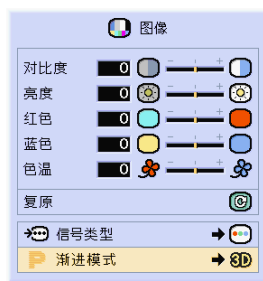 图像
对比度 0 - +
亮度 0 - +
红色 0 - +
蓝色 0 - +
色温 0 - +
复原 C
信号类型
P 渐进模式 3D